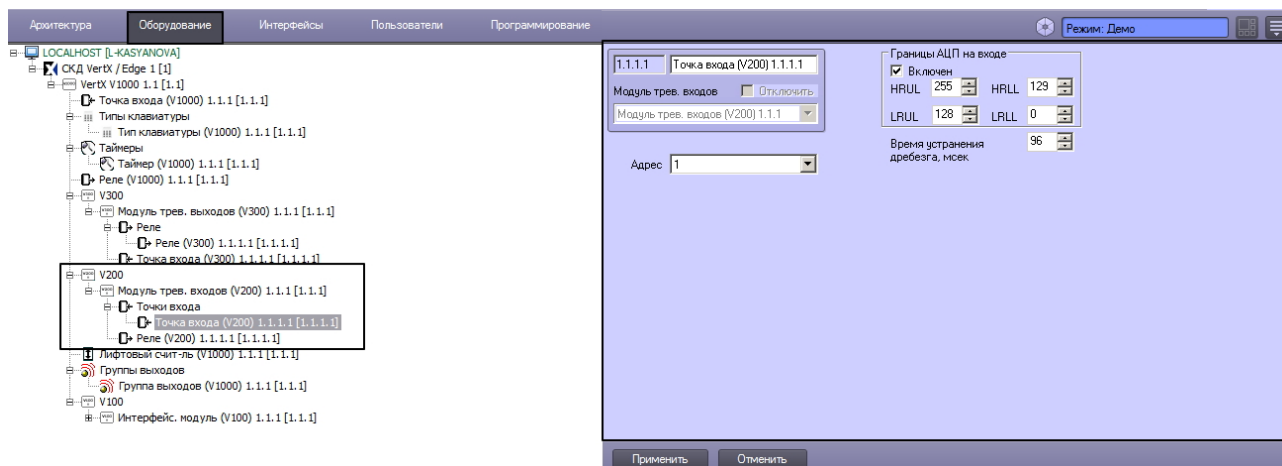 Архитектура Оборудование Интерфейсы Пользователи Программирование Режим: Демо
LOCALHOST [L-KASYANOVA]
СКД VertX / Edge 1 [1]
VertX V1000 1.1 [1.1]
Точка входа (V1000) 1.1.1 [1.1.1]
Типы клавиатуры
Тип клавиатуры (V1000) 1.1.1 [1.1.1]
Таймеры
Таймер (V1000) 1.1.1 [1.1.1]
Реле (V1000) 1.1.1 [1.1.1]
V300
Модуль трев. выходов (V300) 1.1.1 [1.1.1]
Реле
Реле (V300) 1.1.1.1 [1.1.1.1]
Точка входа (V300) 1.1.1.1 [1.1.1.1]
V200
Модуль трев. входов (V200) 1.1.1 [1.1.1]
Точки входа
Точка входа (V200) 1.1.1.1 [1.1.1.1]
Реле (V200) 1.1.1.1 [1.1.1.1]
Лифтовый счит-ль (V1000) 1.1.1 [1.1.1]
Группы выходов
Группа выходов (V1000) 1.1.1 [1.1.1]
V100
Интерфейс. модуль (V100) 1.1.1 [1.1.1]
1.1.1.1 Точка входа (V200) 1.1.1.1
Модуль трев. входов Отключить
Модуль трев. входов (V200) 1.1.1
Адрес 1
Границы АЦП на входе
Включен
HRUL 255 HRLL 129
LRUL 128 LRLL 0
Время устранения 96
дребезга, мсек
Применить Отменить